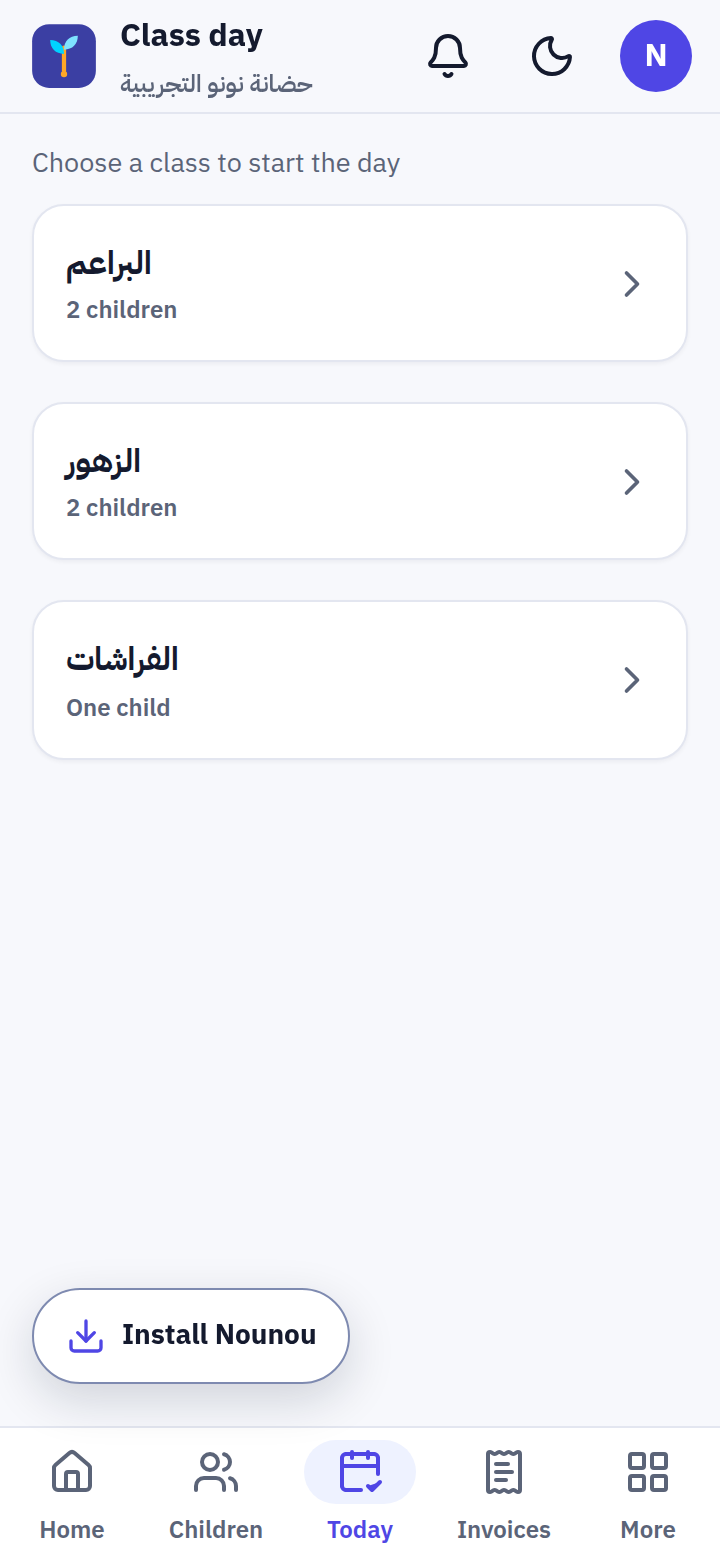 Class day
حضانة نونو التجريبية
N
Choose a class to start the day
البراعم
2 children
الزهور
2 children
الفراشات
One child
Install Nounou
Home
Children
Today
Invoices
More